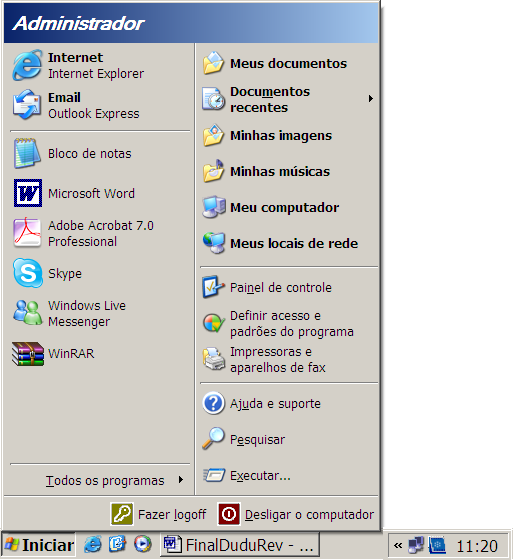 Administrador
Internet
Internet Explorer
Email
Outlook Express
Bloco de notas
Microsoft Word
Adobe Acrobat 7.0
Professional
Skype
Windows Live
Messenger
WinRAR
Todos os programas
Meus documentos
Documentos
recentes
Minhas imagens
Minhas músicas
Meu computador
Meus locais de rede
Painel de controle
Definir acesso e
padrões do programa
Impressoras e
aparelhos de fax
Ajuda e suporte
Pesquisar
Executar...
Fazer logoff
Desligar o computador
Iniciar
FinalDuduRev - ...
«
11:20